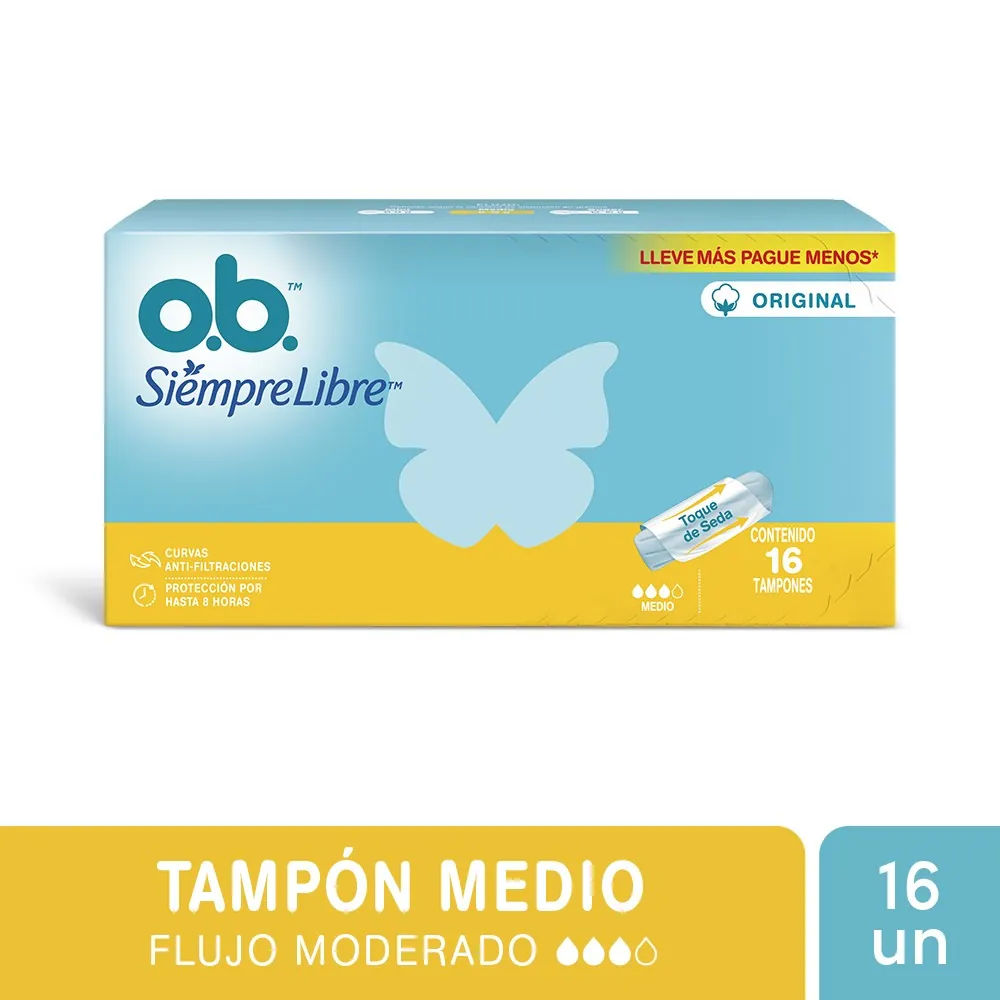 o.b.™
SiempreLibre™
LLEVE MÁS PAGUE MENOS*
ORIGINAL
Toque
de Seda
CURVAS
ANTI-FILTRACIONES
PROTECCIÓN POR
HASTA 8 HORAS
MEDIO
CONTENIDO
16
TAMPONES
TAMPÓN MEDIO
FLUJO MODERADO
16
un